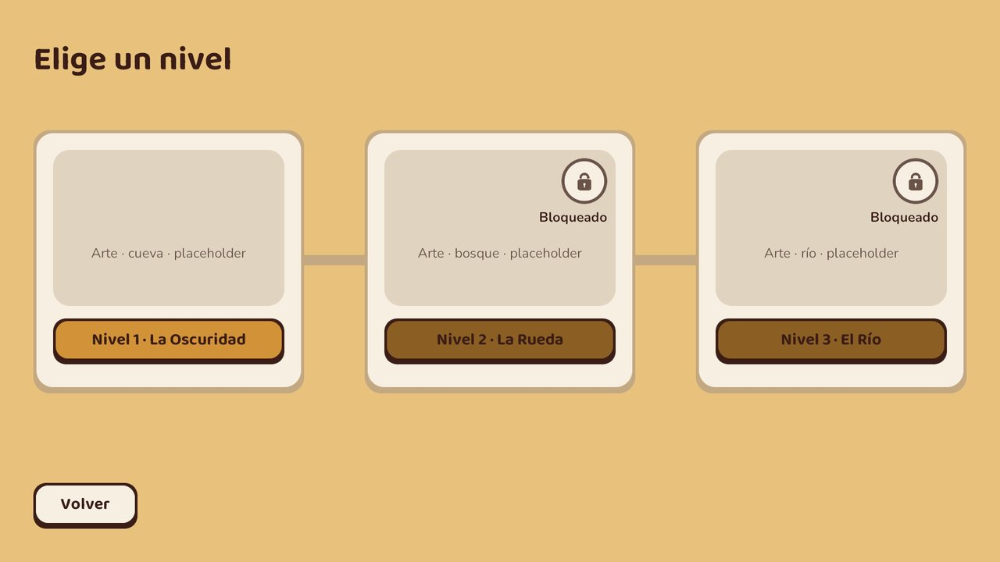 Elige un nivel
Bloqueado
Bloqueado
Arte · cueva · placeholder
Arte · bosque · placeholder
Arte · río · placeholder
Nivel 1 · La Oscuridad
Nivel 2 · La Rueda
Nivel 3 · El Río
Volver